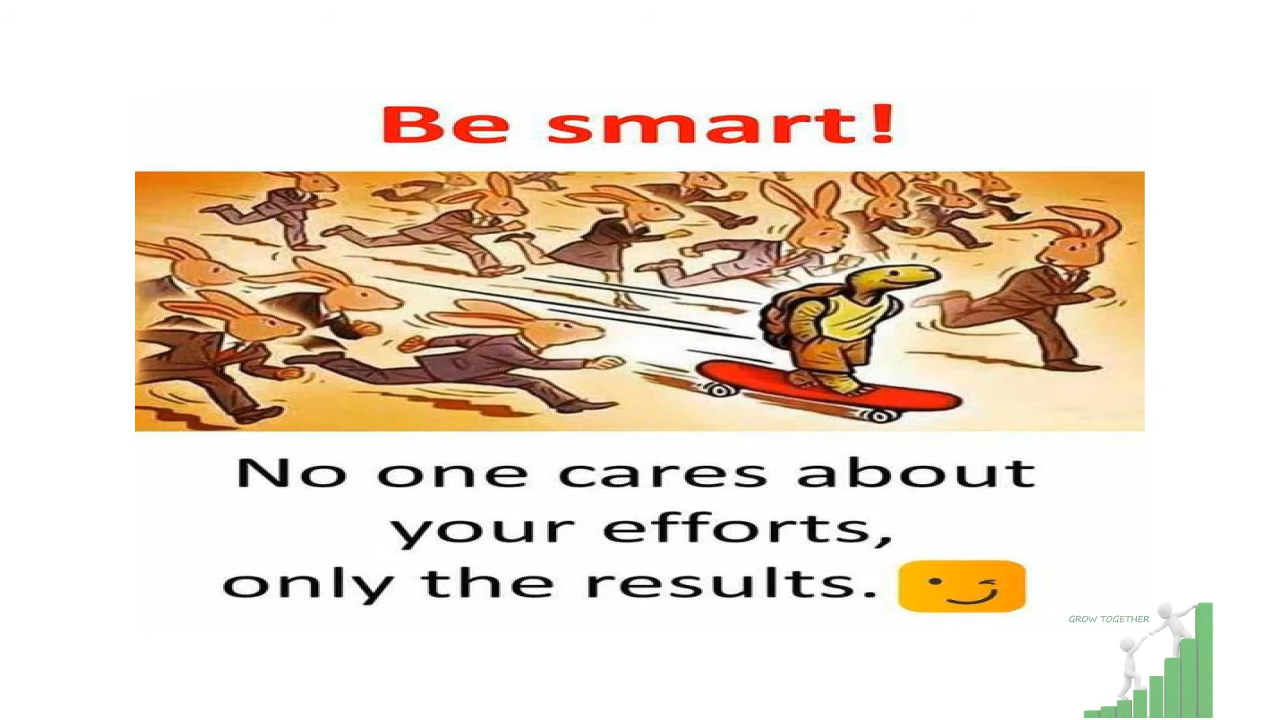 Be smart!
No one cares about
your efforts,
only the results.
GROW TOGETHER